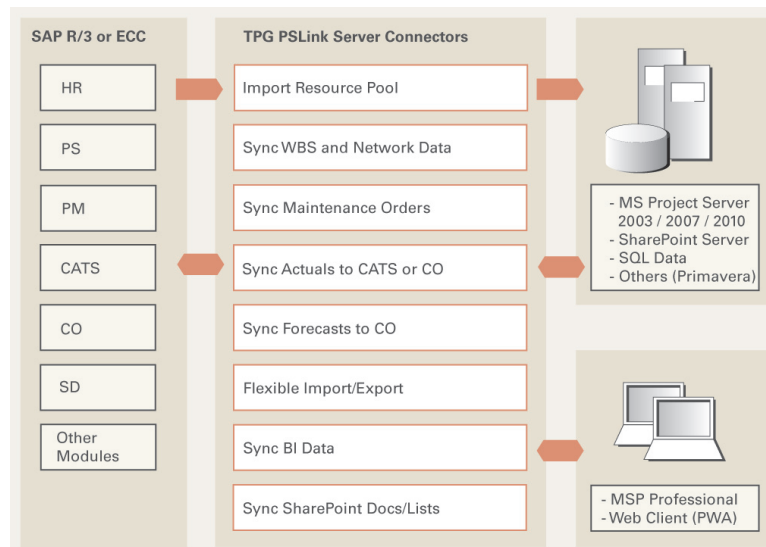 SAP R/3 or ECC
TPG PSLink Server Connectors
HR
PS
PM
CATS
CO
SD
Other
Modules
Import Resource Pool
Sync WBS and Network Data
Sync Maintenance Orders
Sync Actuals to CATS or CO
Sync Forecasts to CO
Flexible Import/Export
Sync BI Data
Sync SharePoint Docs/Lists
- MS Project Server
2003 / 2007 / 2010
- SharePoint Server
- SQL Data
- Others (Primavera)
- MSP Professional
- Web Client (PWA)